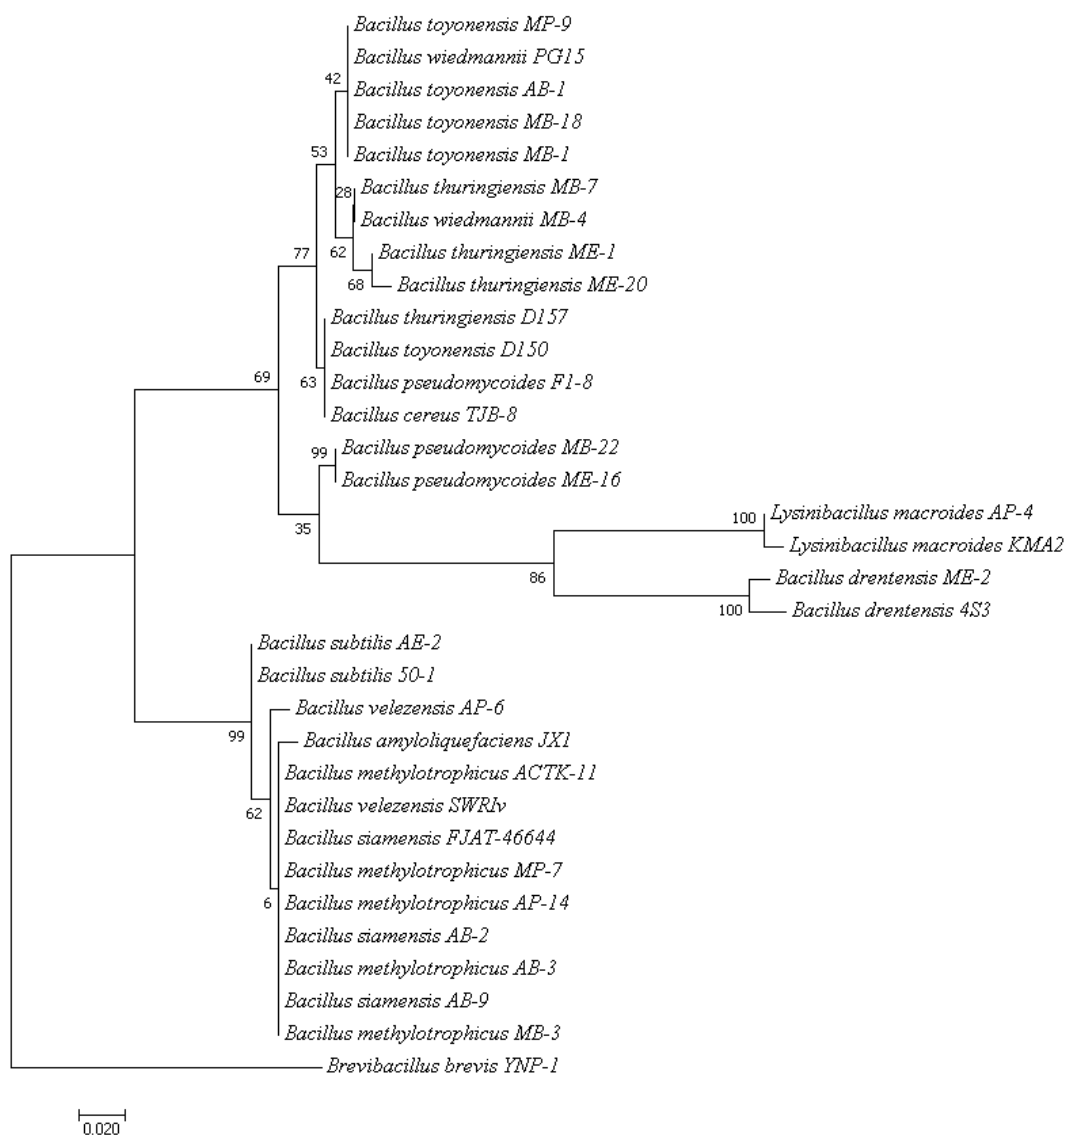 Bacillus toyonensis MP-9
Bacillus wiedmannii PG15
42
Bacillus toyonensis AB-1
Bacillus toyonensis MB-18
53
Bacillus toyonensis MB-1
28
Bacillus thuringiensis MB-7
Bacillus wiedmannii MB-4
77
62
Bacillus thuringiensis ME-1
68
Bacillus thuringiensis ME-20
Bacillus thuringiensis D157
Bacillus toyonensis D150
69
63
Bacillus pseudomycoides F1-8
Bacillus cereus TJB-8
99
Bacillus pseudomycoides MB-22
Bacillus pseudomycoides ME-16
35
100
Lysinibacillus macroides AP-4
Lysinibacillus macroides KMA2
86
Bacillus drentensis ME-2
100
Bacillus drentensis 4S3
Bacillus subtilis AE-2
Bacillus subtilis 50-1
Bacillus velezensis AP-6
99
Bacillus amyloliquefaciens JX1
Bacillus methylotrophicus ACTK-11
62
Bacillus velezensis SWRIv
Bacillus siamensis FJAT-46644
Bacillus methylotrophicus MP-7
6
Bacillus methylotrophicus AP-14
Bacillus siamensis AB-2
Bacillus methylotrophicus AB-3
Bacillus siamensis AB-9
Bacillus methylotrophicus MB-3
Brevibacillus brevis YNP-1
0.020